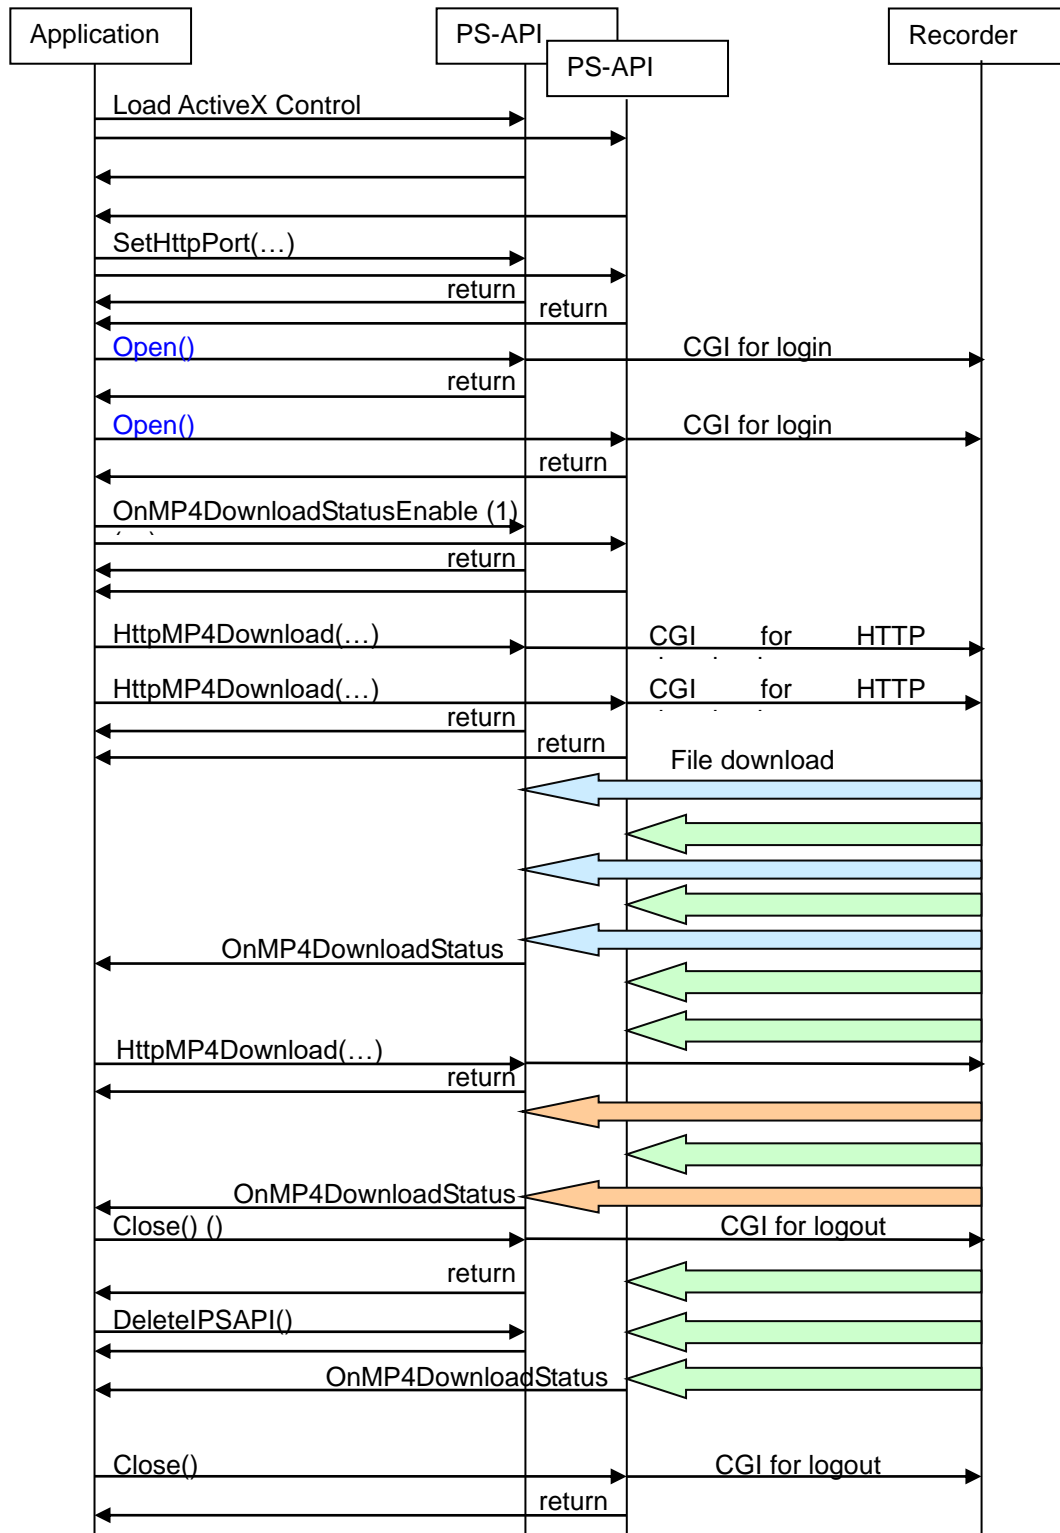 Application
PS-API
PS-API
Recorder
Load ActiveX Control
SetHttpPort(…)
return
return
Open()
CGI for login
return
Open()
CGI for login
return
OnMP4DownloadStatusEnable (1)
return
HttpMP4Download(…)
CGI for HTTP
HttpMP4Download(…)
CGI for HTTP
return
return
File download
OnMP4DownloadStatus
HttpMP4Download(…)
return
OnMP4DownloadStatus
Close() ()
CGI for logout
return
DeleteIPSAPI()
OnMP4DownloadStatus
Close()
CGI for logout
return